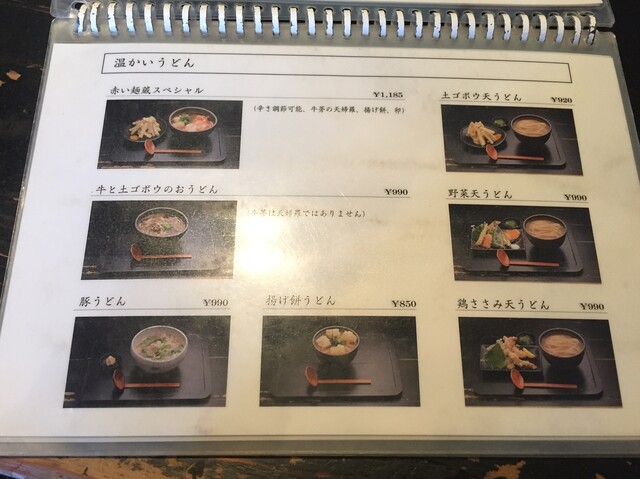 温かいうどん
赤い麺蔵スペシャル ¥1,185
(辛さ調節可能、牛蒡の天婦羅、揚げ餅、卵)
土ゴボウ天うどん ¥920
牛と土ゴボウのおうどん ¥990
(牛蒡は天婦羅ではありません)
野菜天うどん ¥990
豚うどん ¥990
揚げ餅うどん ¥850
鶏ささみ天うどん ¥990